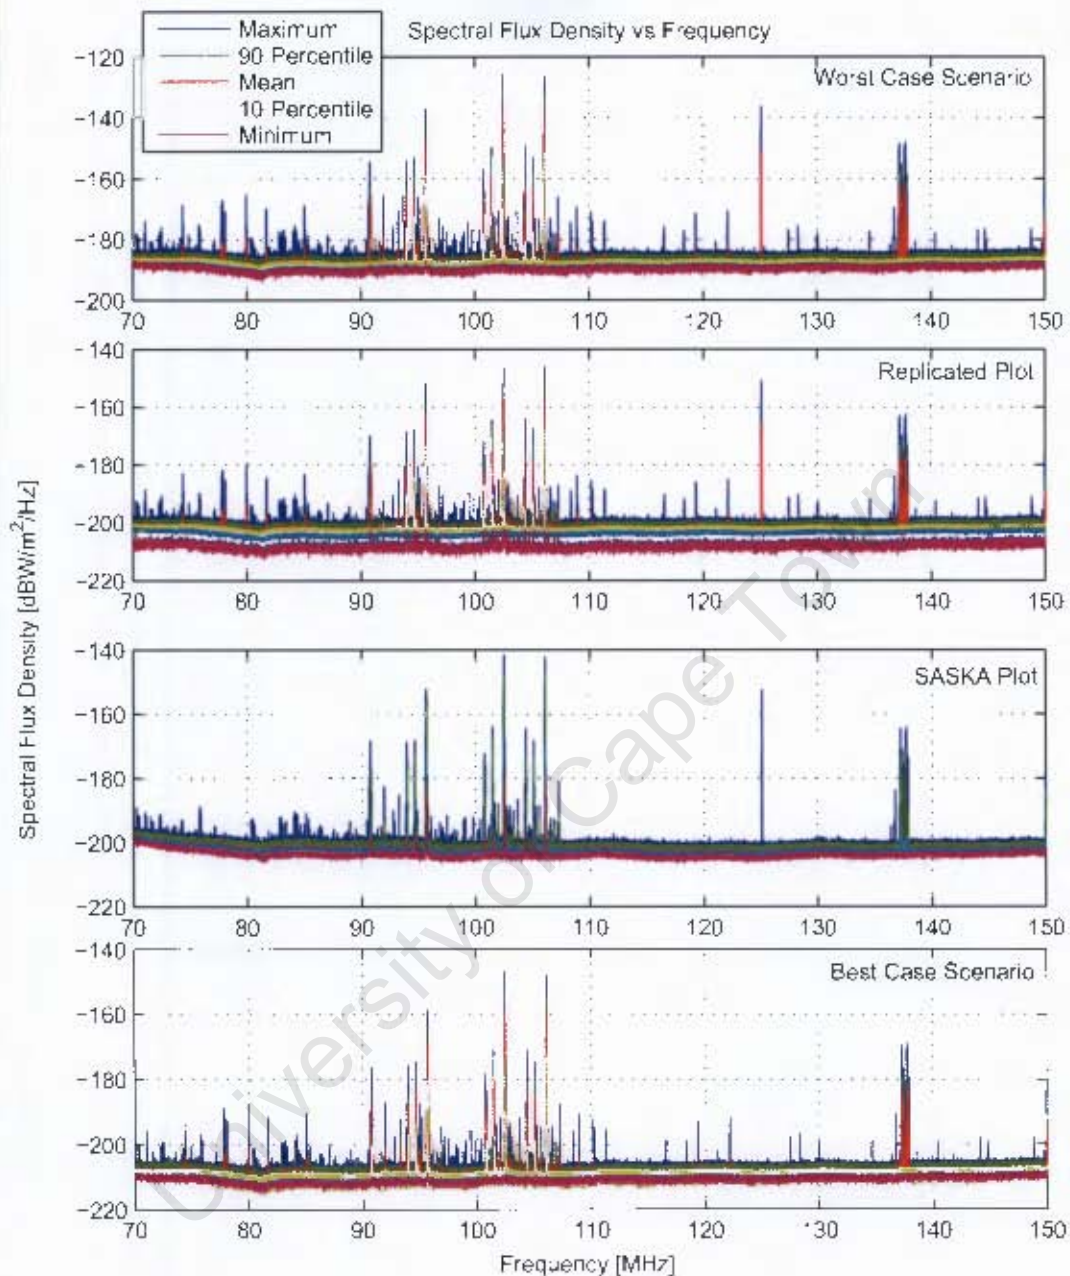 Spectral Flux Density vs Frequency
Maximum
90 Percentile
Mean
10 Percentile
Minimum
Worst Case Scenario
−120
−140
−160
−180
−200
70 80 90 100 110 120 130 140 150
Replicated Plot
−140
−160
−180
−200
−220
70 80 90 100 110 120 130 140 150
SASKA Plot
−140
−160
−180
−200
−220
70 80 90 100 110 120 130 140 150
Best Case Scenario
−140
−160
−180
−200
−220
70 80 90 100 110 120 130 140 150
Spectral Flux Density [dBW/m²/Hz]
Frequency [MHz]
University of Cape Town